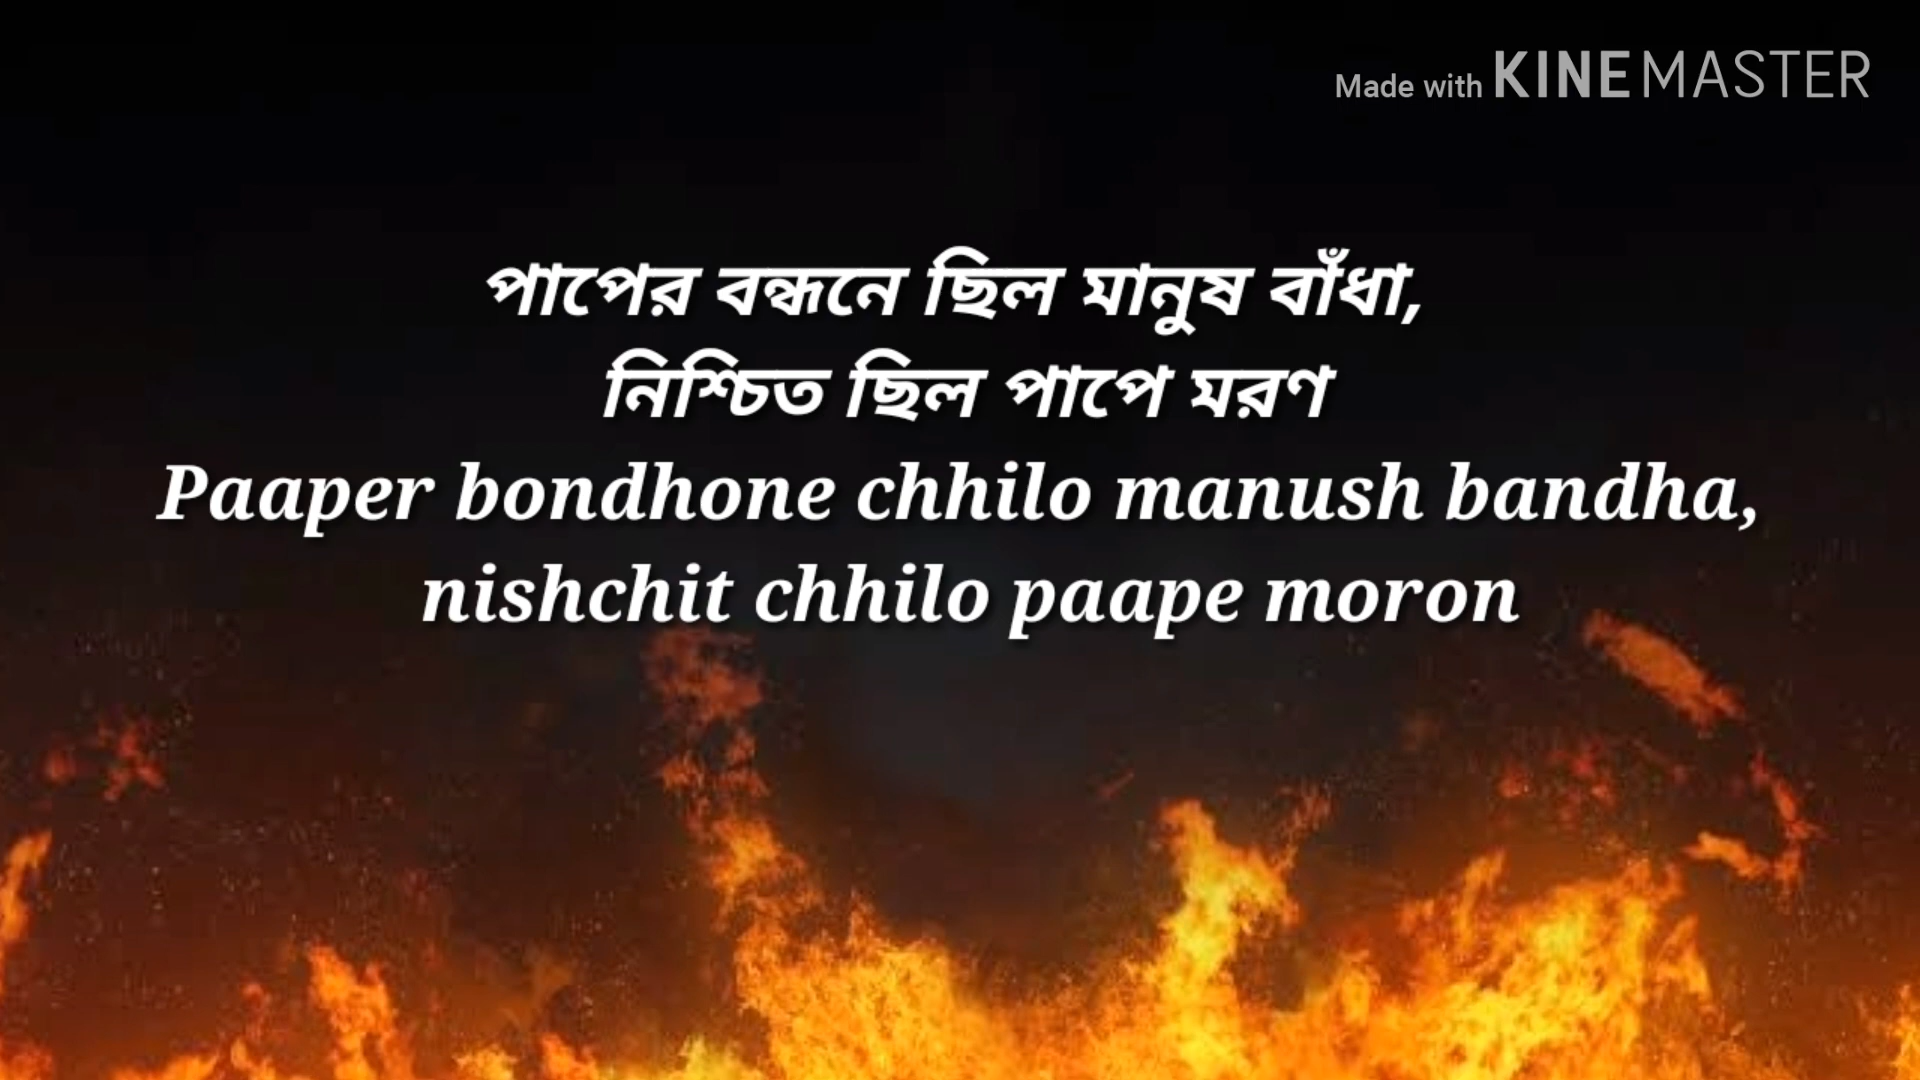 Made with KINEMASTER
পাপের বন্ধনে ছিল মানুষ বাঁধা,
নিশ্চিত ছিল পাপে মরণ
Paaper bondhone chhilo manush bandha,
nishchit chhilo paape moron